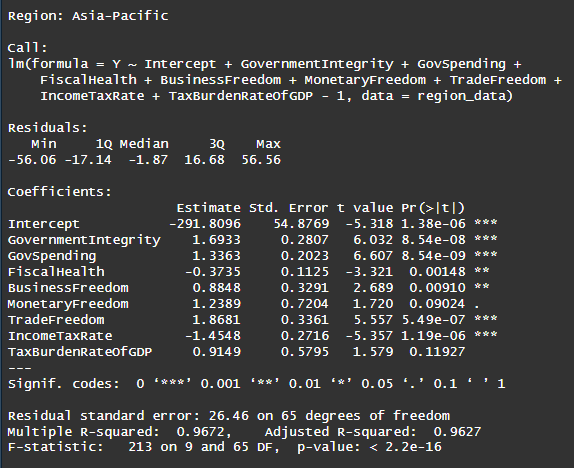 Region: Asia-Pacific
Call:
lm(formula = Y ~ Intercept + GovernmentIntegrity + GovSpending +
    FiscalHealth + BusinessFreedom + MonetaryFreedom + TradeFreedom +
    IncomeTaxRate + TaxBurdenRateOfGDP - 1, data = region_data)
Residuals:
   Min     1Q Median     3Q    Max
-56.06 -17.14  -1.87  16.68  56.56
Coefficients:
                     Estimate Std. Error t value Pr(>|t|)
Intercept           -291.8096    54.8769  -5.318 1.38e-06 ***
GovernmentIntegrity    1.6933     0.2807   6.032 8.54e-08 ***
GovSpending            1.3363     0.2023   6.607 8.54e-09 ***
FiscalHealth          -0.3735     0.1125  -3.321  0.00148 **
BusinessFreedom        0.8848     0.3291   2.689  0.00910 **
MonetaryFreedom        1.2389     0.7204   1.720  0.09024 .
TradeFreedom           1.8681     0.3361   5.557 5.49e-07 ***
IncomeTaxRate         -1.4548     0.2716  -5.357 1.19e-06 ***
TaxBurdenRateOfGDP     0.9149     0.5795   1.579  0.11927
---
Signif. codes:  0 ‘***’ 0.001 ‘**’ 0.01 ‘*’ 0.05 ‘.’ 0.1 ‘ ’ 1
Residual standard error: 26.46 on 65 degrees of freedom
Multiple R-squared:  0.9672,    Adjusted R-squared:  0.9627
F-statistic:   213 on 9 and 65 DF,  p-value: < 2.2e-16